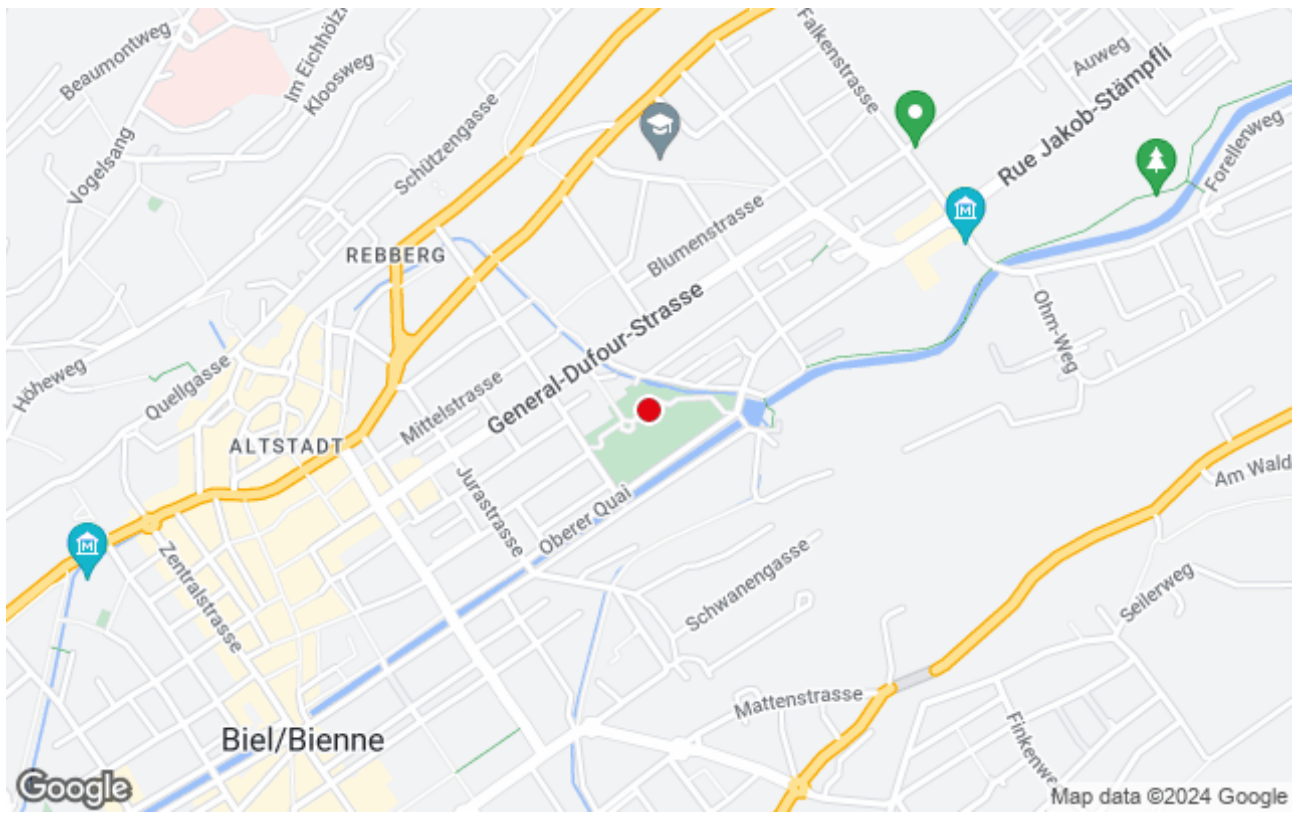 Beaumontweg
Im Eichhölzli
Kloosweg
Vogelsang
Schützengasse
Falkenstrasse
Auweg
Rue Jakob-Stämpfli
Forellenweg
REBBERG
Blumenstrasse
Ohm-Weg
General-Dufour-Strasse
Höheweg
Quellgasse
Mittelstrasse
ALTSTADT
Jurastrasse
Oberer Quai
Am Wald
Zentralstrasse
Schwanengasse
Seilerweg
Mattenstrasse
Finkenweg
Biel/Bienne
Google
Map data ©2024 Google